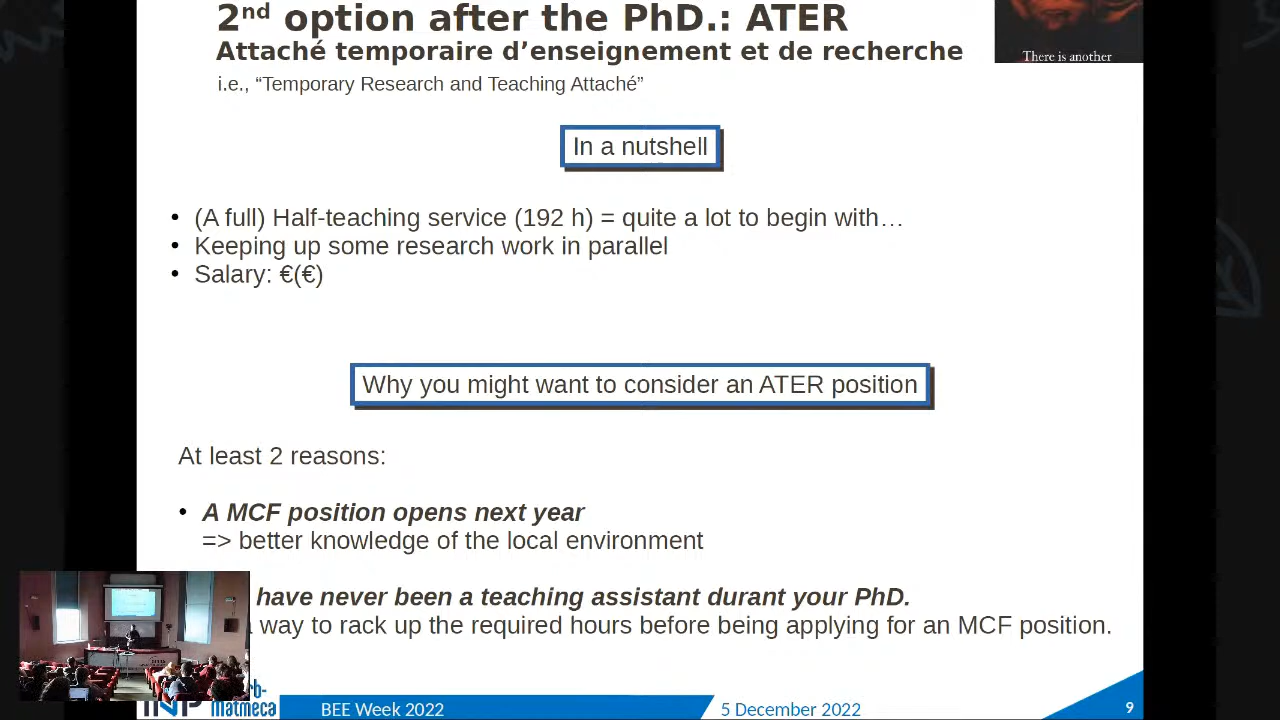 2nd option after the PhD.: ATER
Attaché temporaire d’enseignement et de recherche
i.e., “Temporary Research and Teaching Attaché”
There is another
In a nutshell
• (A full) Half-teaching service (192 h) = quite a lot to begin with…
• Keeping up some research work in parallel
• Salary: €(€)
Why you might want to consider an ATER position
At least 2 reasons:
• A MCF position opens next year
=> better knowledge of the local environment
have never been a teaching assistant durant your PhD.
way to rack up the required hours before being applying for an MCF position.
matmeca
BEE Week 2022
5 December 2022
9